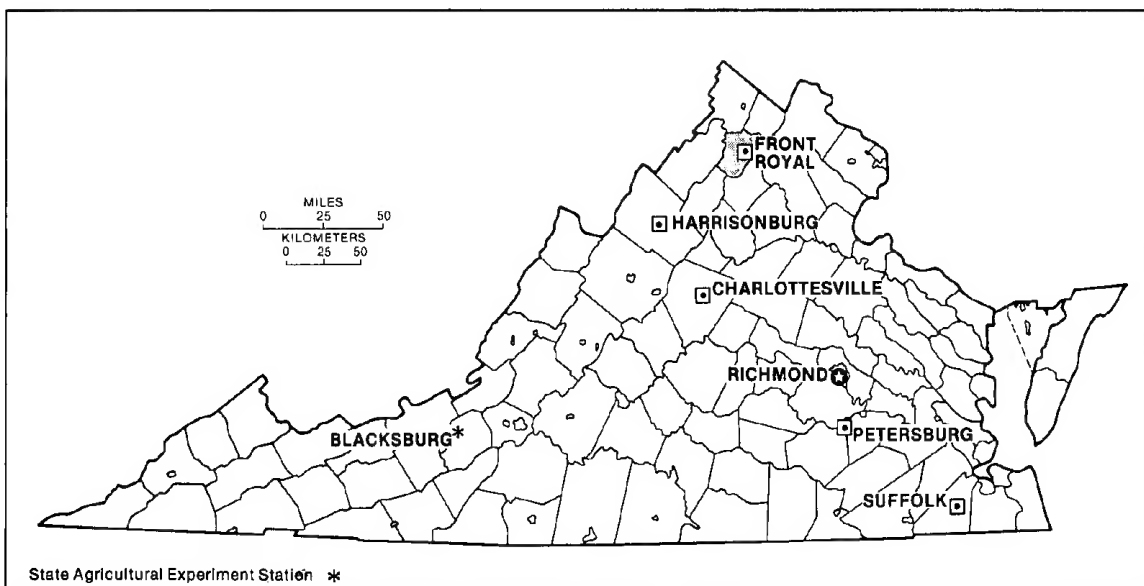 FRONT
ROYAL
MILES
0 25 50
KILOMETERS
0 25 50
HARRISONBURG
CHARLOTTESVILLE
RICHMOND
BLACKSBURG*
PETERSBURG
SUFFOLK
State Agricultural Experiment Station *